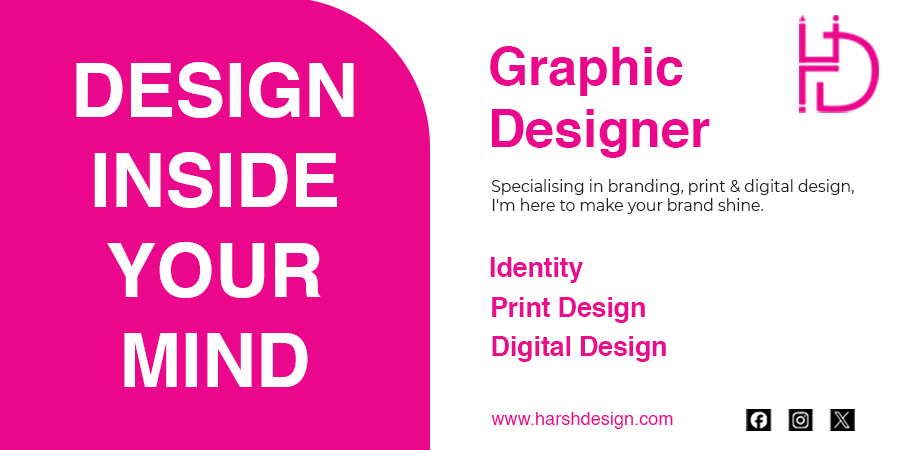 DESIGN
INSIDE
YOUR
MIND
Graphic
Designer
Specialising in branding, print & digital design,
I'm here to make your brand shine.
Identity
Print Design
Digital Design
www.harshdesign.com